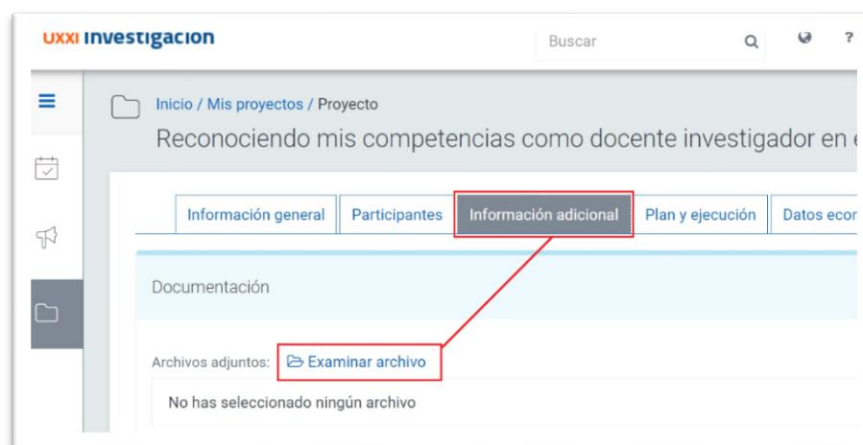 UXXI INVESTIGACION
Buscar
?
Inicio / Mis proyectos / Proyecto
Reconociendo mis competencias como docente investigador en
Información general
Participantes
Información adicional
Plan y ejecución
Datos
Documentación
Archivos adjuntos: Examinar archivo
No has seleccionado ningún archivo